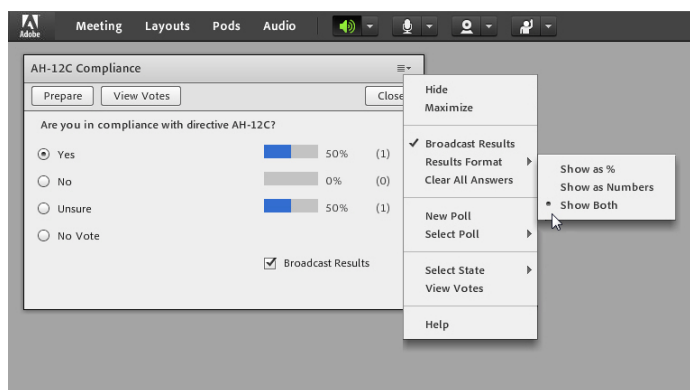 Adobe
Meeting Layouts Pods Audio
AH-12C Compliance
Prepare View Votes Close
Are you in compliance with directive AH-12C?
Yes 50% (1)
No 0% (0)
Unsure 50% (1)
No Vote
Broadcast Results
Hide
Maximize
Broadcast Results
Results Format
Clear All Answers
New Poll
Select Poll
Select State
View Votes
Help
Show as %
Show as Numbers
Show Both